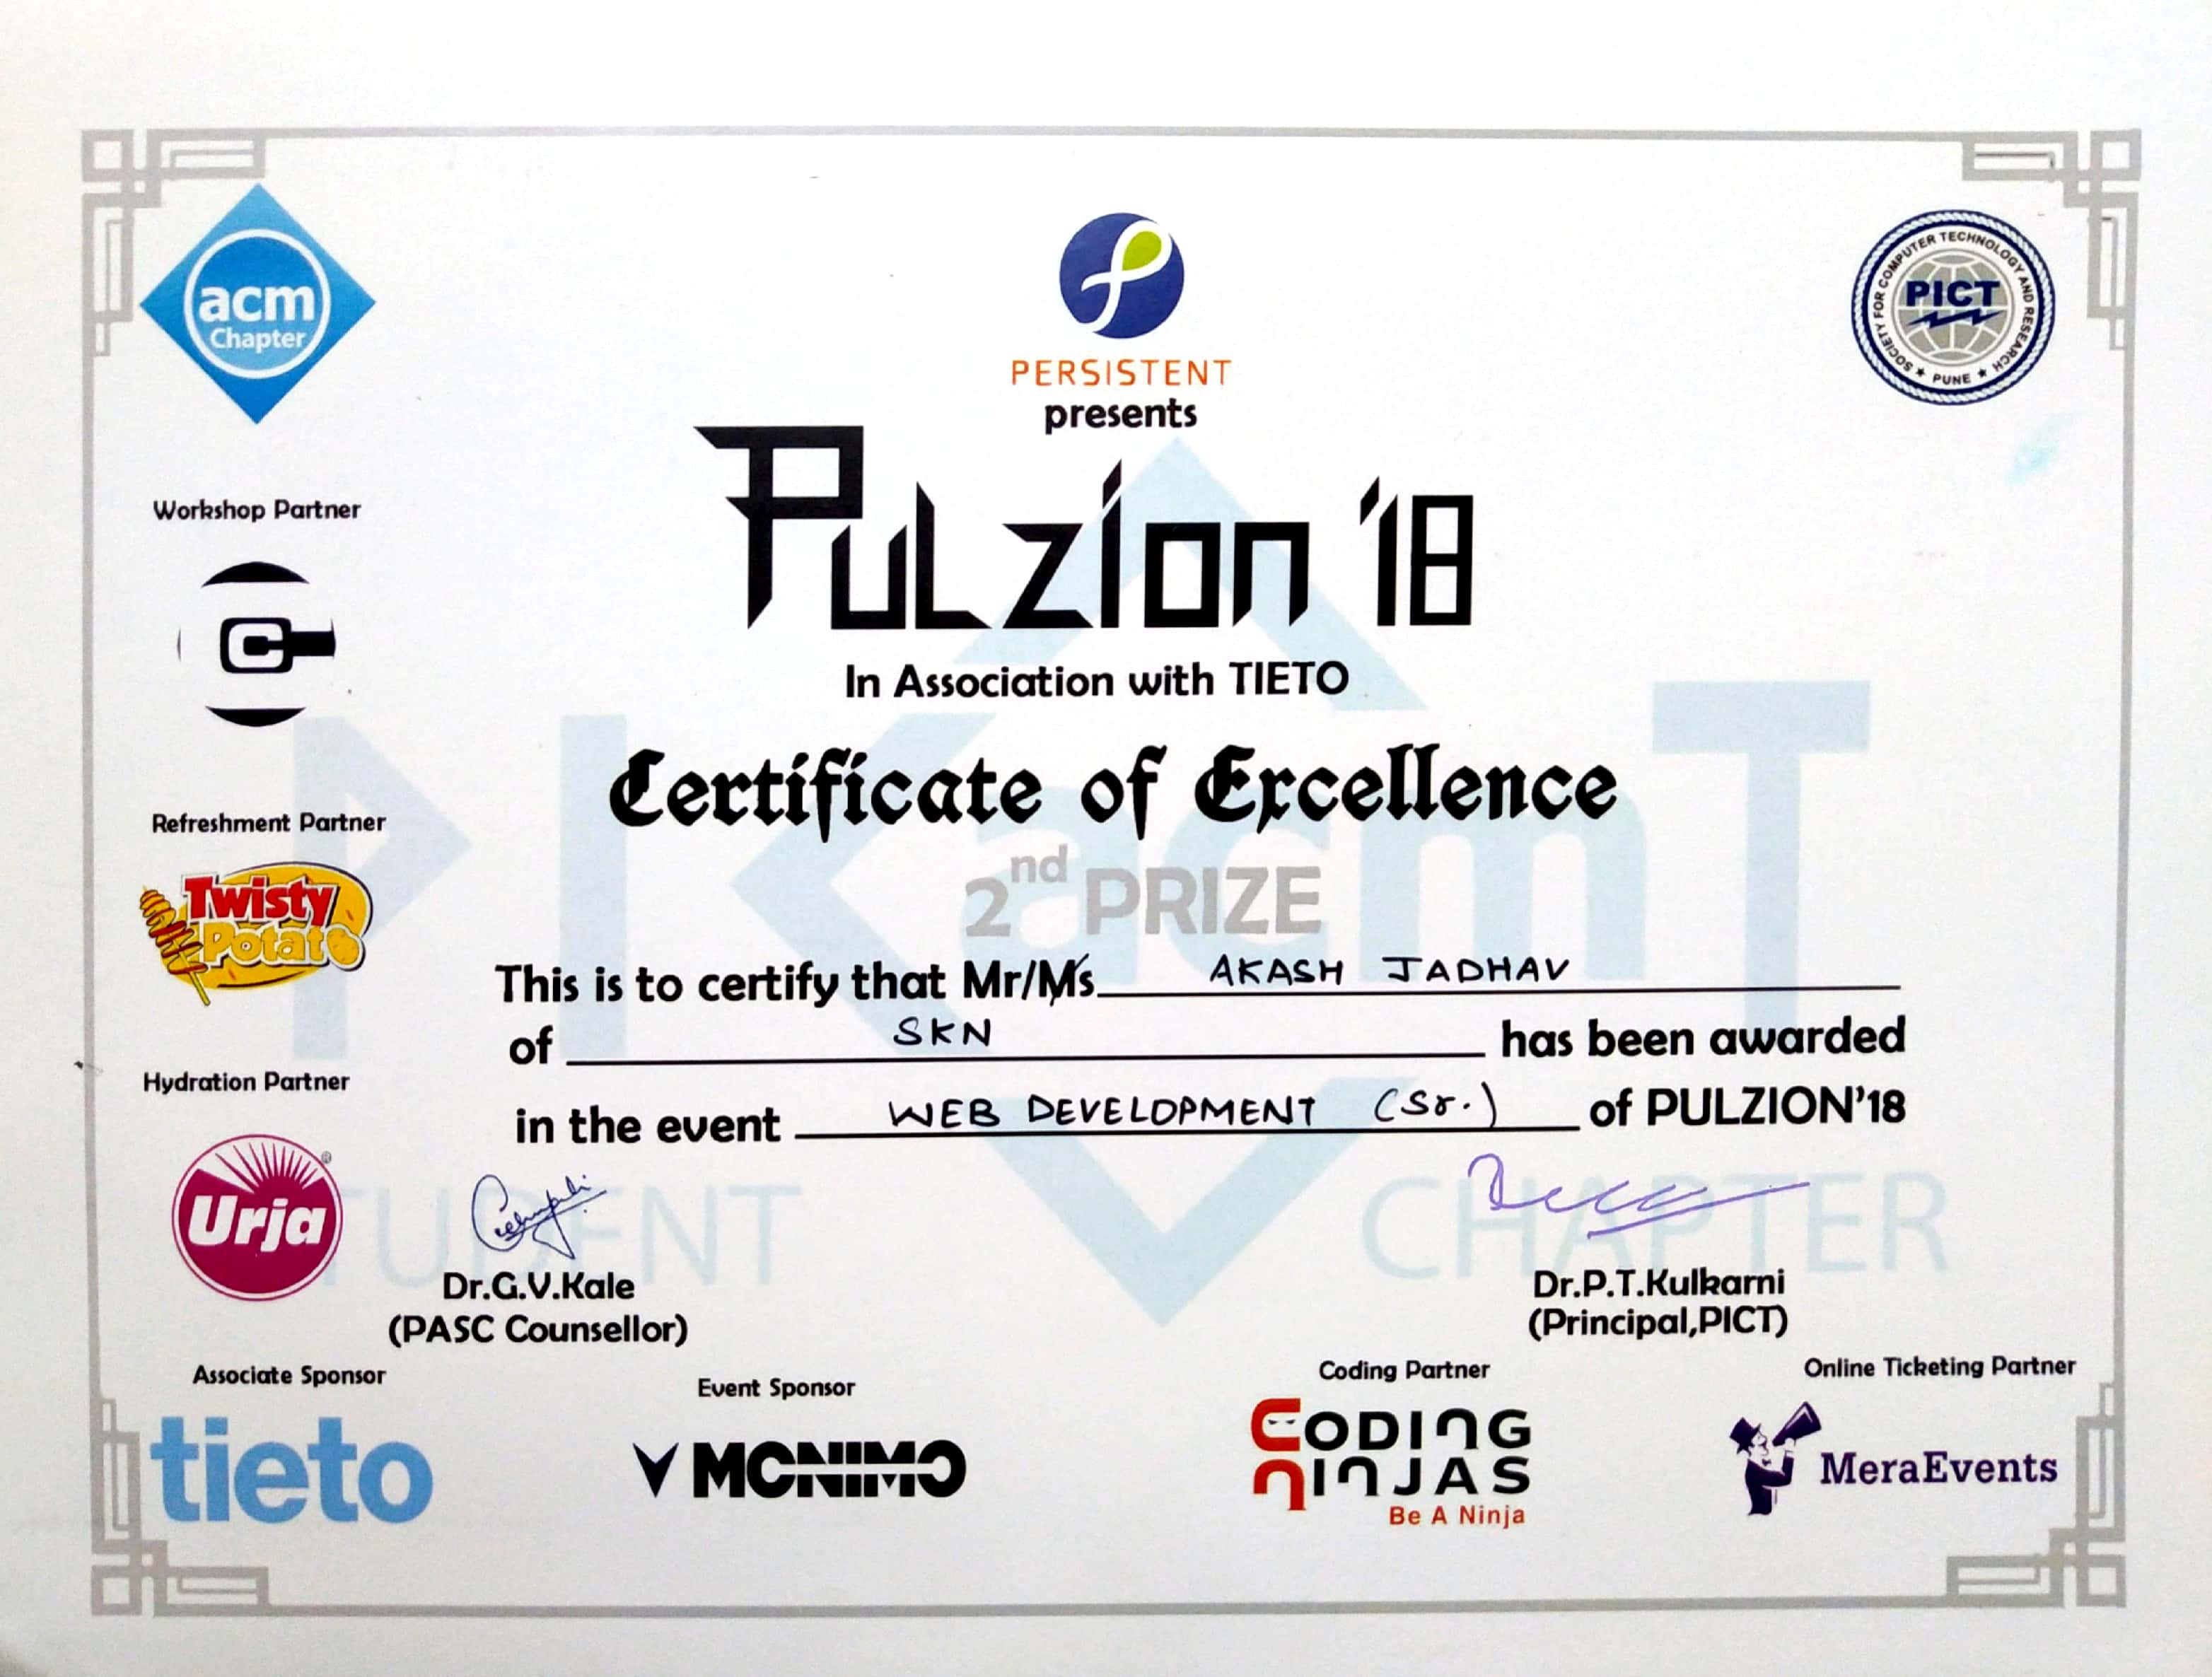 acm
Chapter
PERSISTENT
presents
SOCIETY FOR COMPUTER TECHNOLOGY AND RESEARCH
PICT
★ PUNE ★
PULZION '18
In Association with TIETO
Certificate of Excellence
2nd PRIZE
This is to certify that Mr/Ms. AKASH JADHAV
of SKN has been awarded
in the event WEB DEVELOPMENT (Sr.) of PULZION'18
Workshop Partner
C
Refreshment Partner
Twisty
Potato
Hydration Partner
Urja®
Dr.G.V.Kale
(PASC Counsellor)
Dr.P.T.Kulkarni
(Principal,PICT)
Associate Sponsor
tieto
Event Sponsor
MONIMO
Coding Partner
CODING
NINJAS
Be A Ninja
Online Ticketing Partner
MeraEvents
PICT
acm
STUDENT CHAPTER